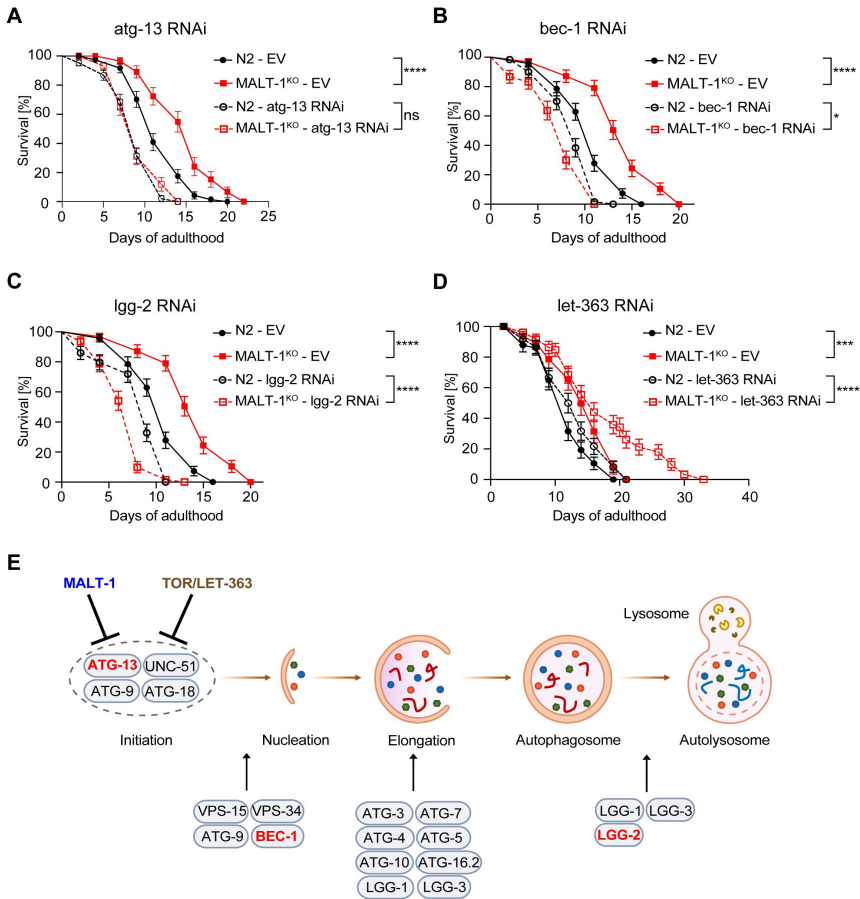 A
atg-13 RNAi
Survival [%]
100
80
60
40
20
0
0 5 10 15 20 25
Days of adulthood
N2 - EV
MALT-1ᴷᴼ - EV
N2 - atg-13 RNAi
MALT-1ᴷᴼ - atg-13 RNAi
****
ns
B
bec-1 RNAi
Survival [%]
100
80
60
40
20
0
0 5 10 15 20
Days of adulthood
N2 - EV
MALT-1ᴷᴼ - EV
N2 - bec-1 RNAi
MALT-1ᴷᴼ - bec-1 RNAi
****
*
C
lgg-2 RNAi
Survival [%]
100
80
60
40
20
0
0 5 10 15 20
Days of adulthood
N2 - EV
MALT-1ᴷᴼ - EV
N2 - lgg-2 RNAi
MALT-1ᴷᴼ - lgg-2 RNAi
****
****
D
let-363 RNAi
Survival [%]
100
80
60
40
20
0
0 10 20 30 40
Days of adulthood
N2 - EV
MALT-1ᴷᴼ - EV
N2 - let-363 RNAi
MALT-1ᴷᴼ - let-363 RNAi
***
****
E
MALT-1 TOR/LET-363
Lysosome
ATG-13 UNC-51
ATG-9 ATG-18
Initiation Nucleation Elongation Autophagosome Autolysosome
VPS-15 VPS-34
ATG-9 BEC-1
ATG-3 ATG-7
ATG-4 ATG-5
ATG-10 ATG-16.2
LGG-1 LGG-3
LGG-1 LGG-3
LGG-2